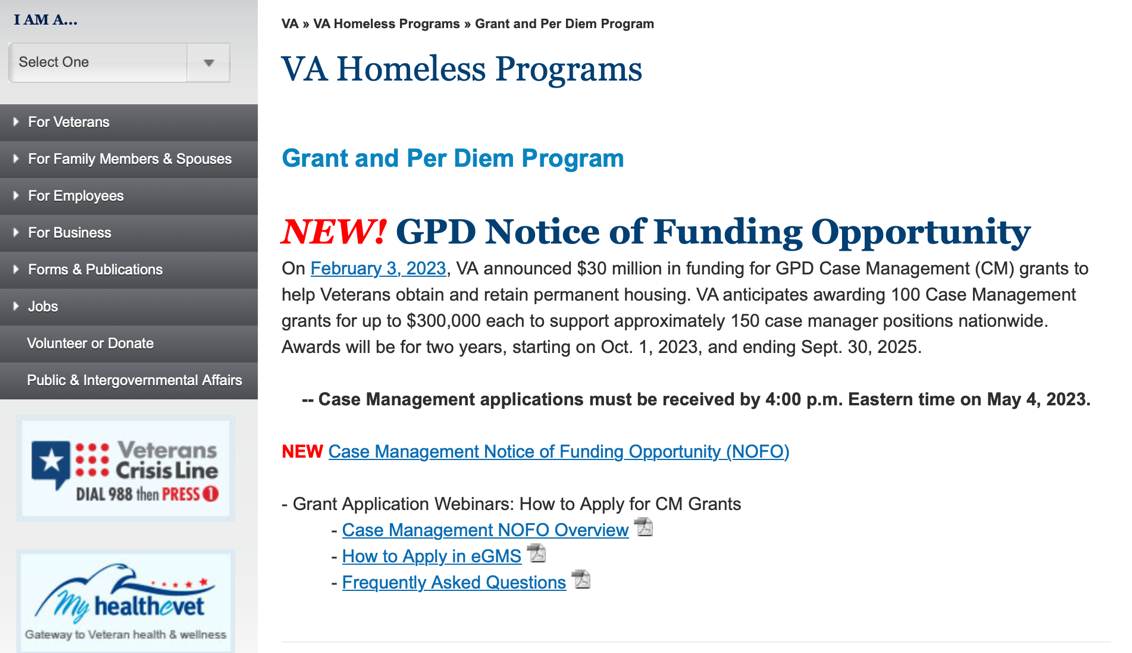 I AM A...
Select One
For Veterans
For Family Members & Spouses
For Employees
For Business
Forms & Publications
Jobs
Volunteer or Donate
Public & Intergovernmental Affairs
Veterans
Crisis Line
DIAL 988 then PRESS 1
My healthevet
Gateway to Veteran health & wellness
VA » VA Homeless Programs » Grant and Per Diem Program
VA Homeless Programs
Grant and Per Diem Program
NEW! GPD Notice of Funding Opportunity
On February 3, 2023, VA announced $30 million in funding for GPD Case Management (CM) grants to
help Veterans obtain and retain permanent housing. VA anticipates awarding 100 Case Management
grants for up to $300,000 each to support approximately 150 case manager positions nationwide.
Awards will be for two years, starting on Oct. 1, 2023, and ending Sept. 30, 2025.
-- Case Management applications must be received by 4:00 p.m. Eastern time on May 4, 2023.
NEW Case Management Notice of Funding Opportunity (NOFO)
- Grant Application Webinars: How to Apply for CM Grants
- Case Management NOFO Overview
- How to Apply in eGMS
- Frequently Asked Questions